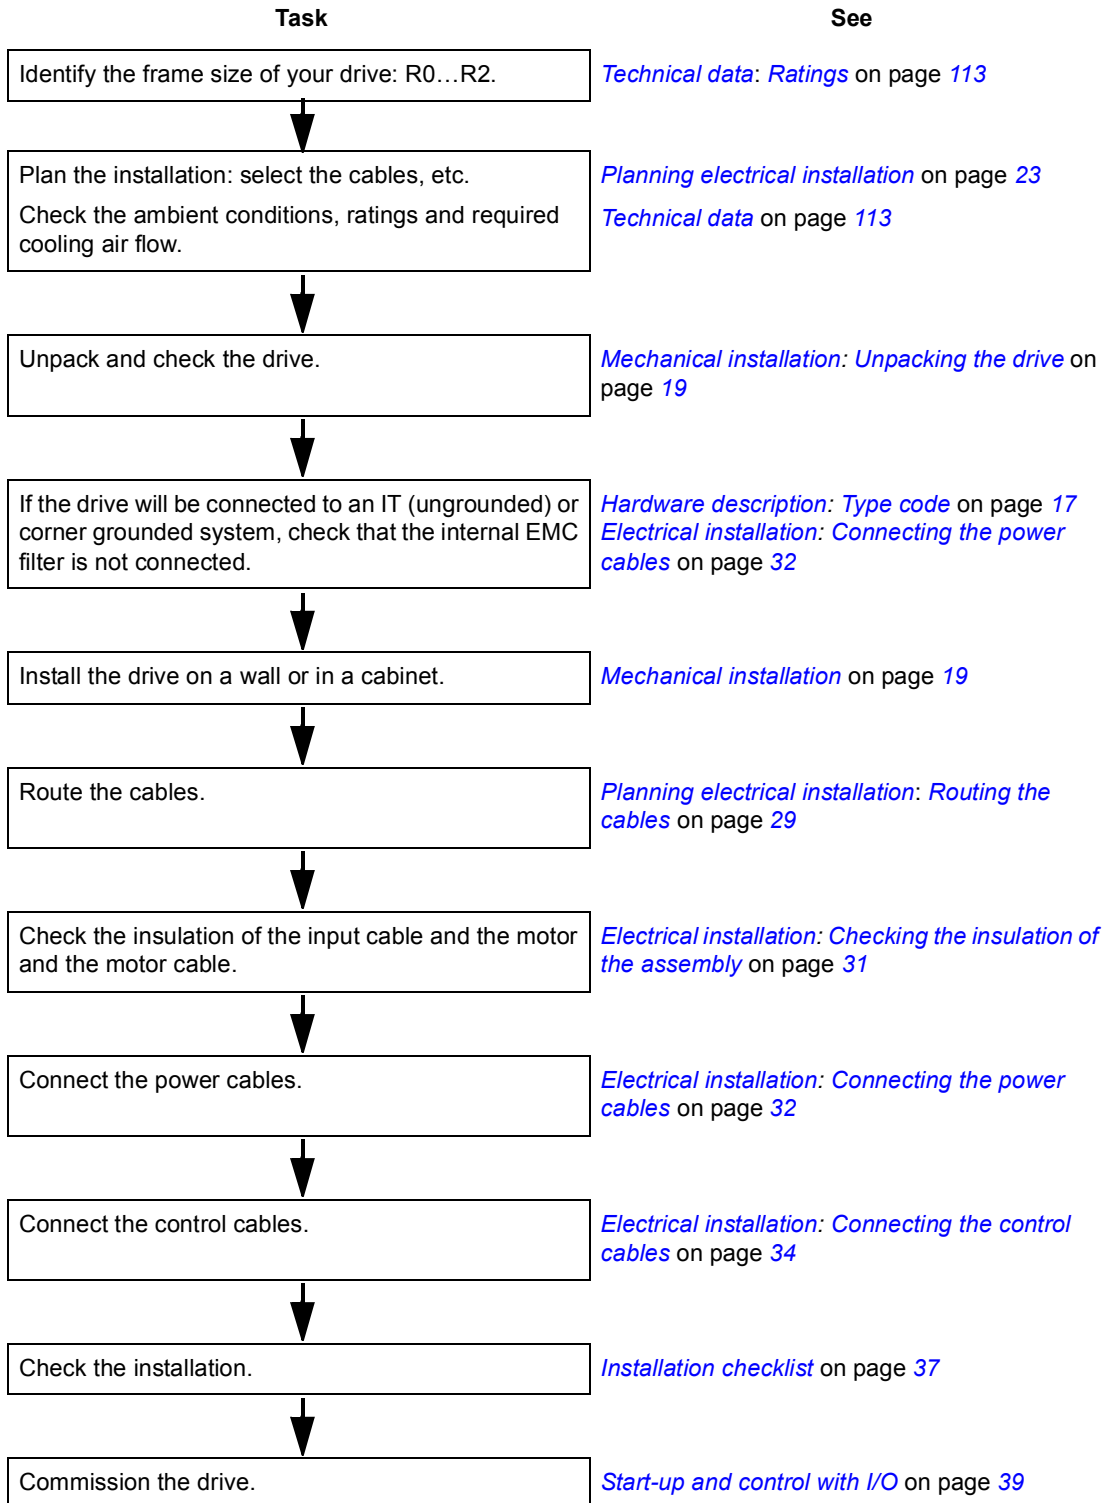 Task
See
Identify the frame size of your drive: R0…R2.
Technical data: Ratings on page 113
Plan the installation: select the cables, etc.
Planning electrical installation on page 23
Check the ambient conditions, ratings and required
cooling air flow.
Technical data on page 113
Unpack and check the drive.
Mechanical installation: Unpacking the drive on
page 19
If the drive will be connected to an IT (ungrounded) or
corner grounded system, check that the internal EMC
filter is not connected.
Hardware description: Type code on page 17
Electrical installation: Connecting the power
cables on page 32
Install the drive on a wall or in a cabinet.
Mechanical installation on page 19
Route the cables.
Planning electrical installation: Routing the
cables on page 29
Check the insulation of the input cable and the motor
and the motor cable.
Electrical installation: Checking the insulation of
the assembly on page 31
Connect the power cables.
Electrical installation: Connecting the power
cables on page 32
Connect the control cables.
Electrical installation: Connecting the control
cables on page 34
Check the installation.
Installation checklist on page 37
Commission the drive.
Start-up and control with I/O on page 39